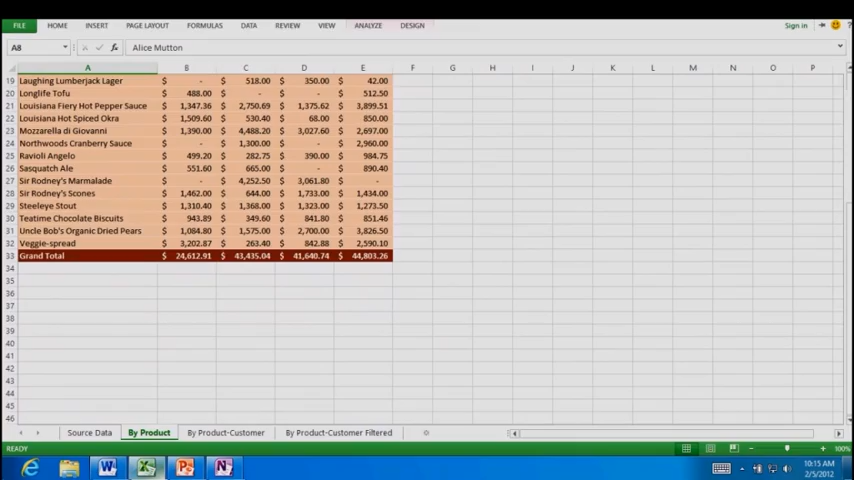 FILE HOME INSERT PAGE LAYOUT FORMULAS DATA REVIEW VIEW ANALYZE DESIGN Sign in
A8 fx Alice Mutton
A B C D E F G H I J K L M N O P
19 Laughing Lumberjack Lager $ - $ 518.00 $ 350.00 $ 42.00
20 Longlife Tofu $ 488.00 $ - $ - $ 512.50
21 Louisiana Fiery Hot Pepper Sauce $ 1,347.36 $ 2,750.69 $ 1,375.62 $ 3,899.51
22 Louisiana Hot Spiced Okra $ 1,509.60 $ 530.40 $ 68.00 $ 850.00
23 Mozzarella di Giovanni $ 1,390.00 $ 4,488.20 $ 3,027.60 $ 2,697.00
24 Northwoods Cranberry Sauce $ - $ 1,300.00 $ - $ 2,960.00
25 Ravioli Angelo $ 499.20 $ 282.75 $ 390.00 $ 984.75
26 Sasquatch Ale $ 551.60 $ 665.00 $ - $ 890.40
27 Sir Rodney's Marmalade $ - $ 4,252.50 $ 3,061.80 $ -
28 Sir Rodney's Scones $ 1,462.00 $ 644.00 $ 1,733.00 $ 1,434.00
29 Steeleye Stout $ 1,310.40 $ 1,368.00 $ 1,323.00 $ 1,273.50
30 Teatime Chocolate Biscuits $ 943.89 $ 349.60 $ 841.80 $ 851.46
31 Uncle Bob's Organic Dried Pears $ 1,084.80 $ 1,575.00 $ 2,700.00 $ 3,826.50
32 Veggie-spread $ 3,202.87 $ 263.40 $ 842.88 $ 2,590.10
33 Grand Total $ 24,612.91 $ 43,435.04 $ 41,640.74 $ 44,803.26
34
35
36
37
38
39
40
41
42
43
44
45
46
Source Data By Product By Product-Customer By Product-Customer Filtered
READY 100%
10:15 AM
2/5/2012